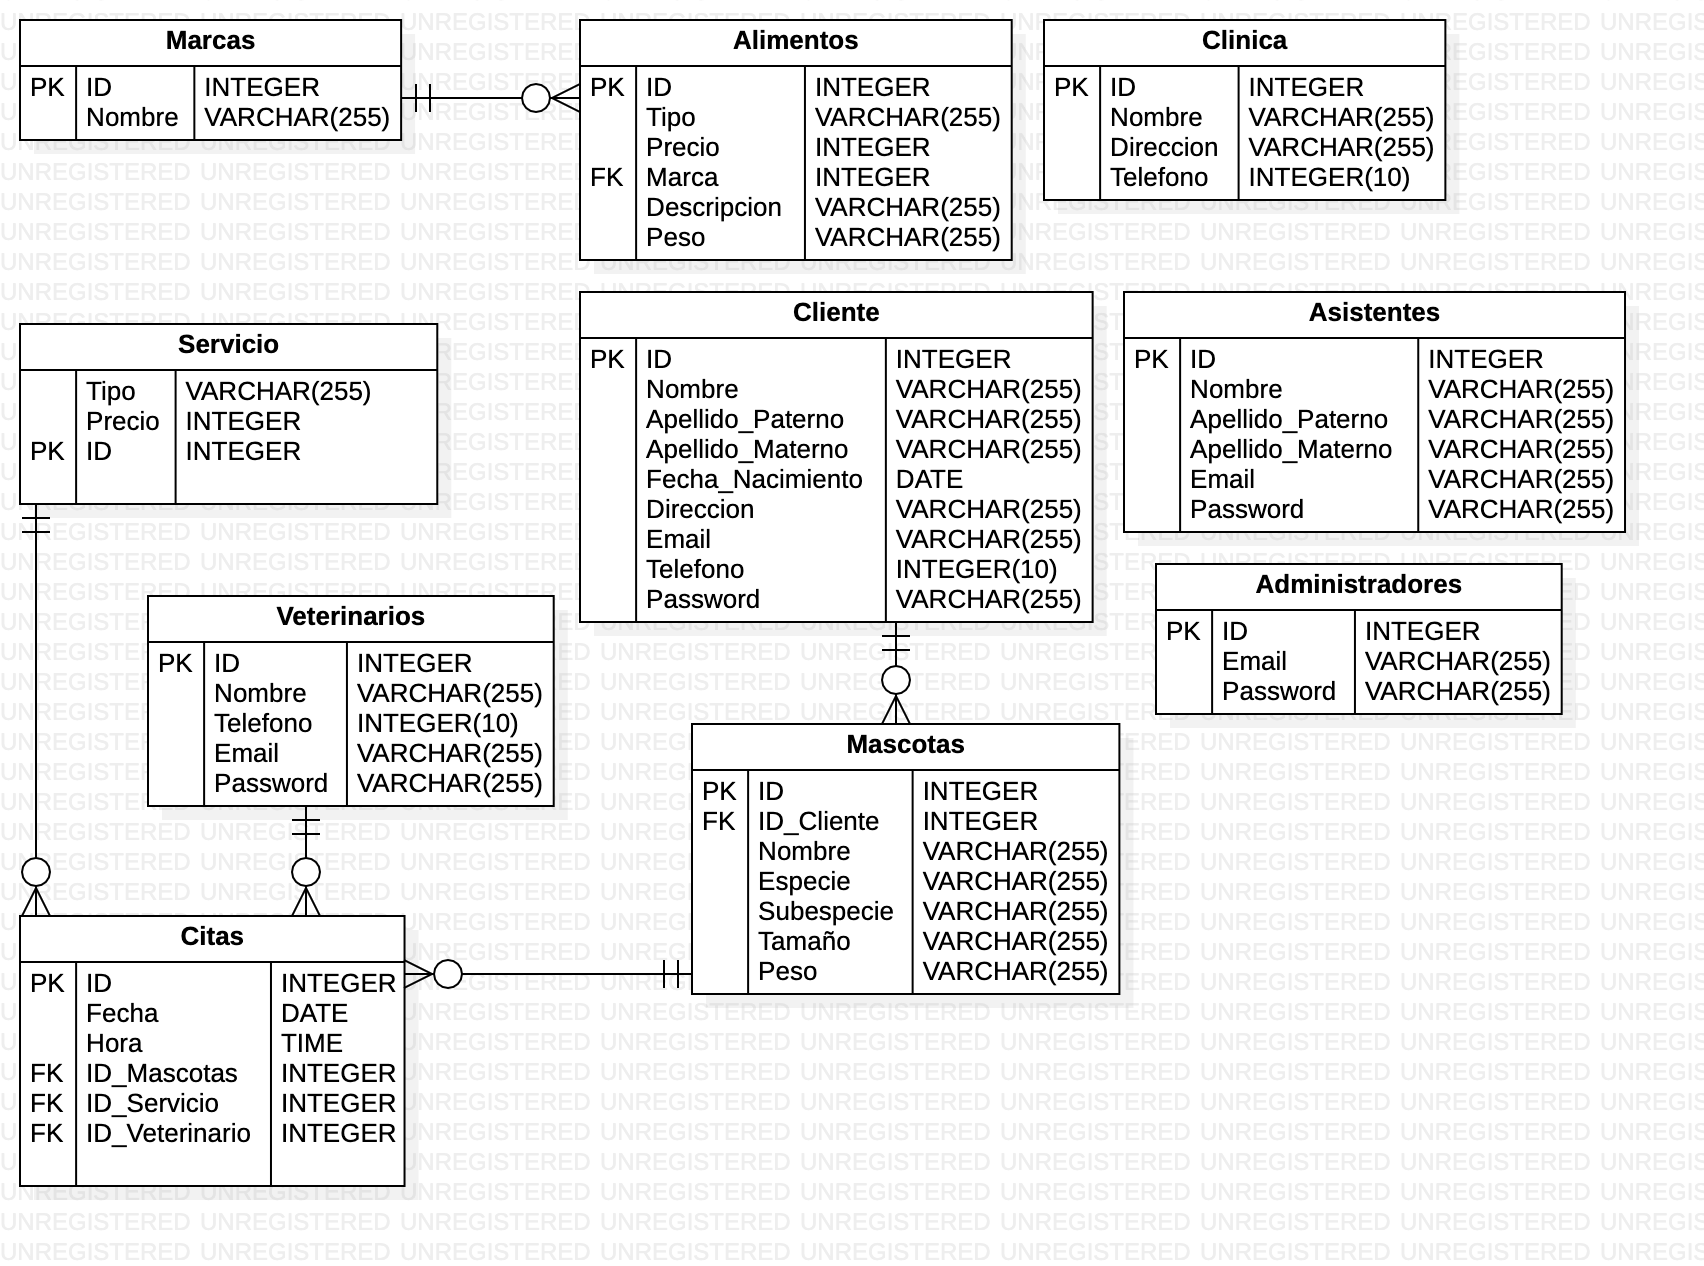 Marcas
PK ID INTEGER
Nombre VARCHAR(255)
Alimentos
PK ID INTEGER
Tipo VARCHAR(255)
Precio INTEGER
FK Marca INTEGER
Descripcion VARCHAR(255)
Peso VARCHAR(255)
Clinica
PK ID INTEGER
Nombre VARCHAR(255)
Direccion VARCHAR(255)
Telefono INTEGER(10)
Servicio
Tipo VARCHAR(255)
Precio INTEGER
PK ID INTEGER
Cliente
PK ID INTEGER
Nombre VARCHAR(255)
Apellido_Paterno VARCHAR(255)
Apellido_Materno VARCHAR(255)
Fecha_Nacimiento DATE
Direccion VARCHAR(255)
Email VARCHAR(255)
Telefono INTEGER(10)
Password VARCHAR(255)
Asistentes
PK ID INTEGER
Nombre VARCHAR(255)
Apellido_Paterno VARCHAR(255)
Apellido_Materno VARCHAR(255)
Email VARCHAR(255)
Password VARCHAR(255)
Administradores
PK ID INTEGER
Email VARCHAR(255)
Password VARCHAR(255)
Veterinarios
PK ID INTEGER
Nombre VARCHAR(255)
Telefono INTEGER(10)
Email VARCHAR(255)
Password VARCHAR(255)
Mascotas
PK ID INTEGER
FK ID_Cliente INTEGER
Nombre VARCHAR(255)
Especie VARCHAR(255)
Subespecie VARCHAR(255)
Tamaño VARCHAR(255)
Peso VARCHAR(255)
Citas
PK ID INTEGER
Fecha DATE
Hora TIME
FK ID_Mascotas INTEGER
FK ID_Servicio INTEGER
FK ID_Veterinario INTEGER
UNREGISTERED UNREGISTERED UNREGISTERED UNREGISTERED UNREGISTERED UNREGISTERED UNREGISTERED UNREGISTERED